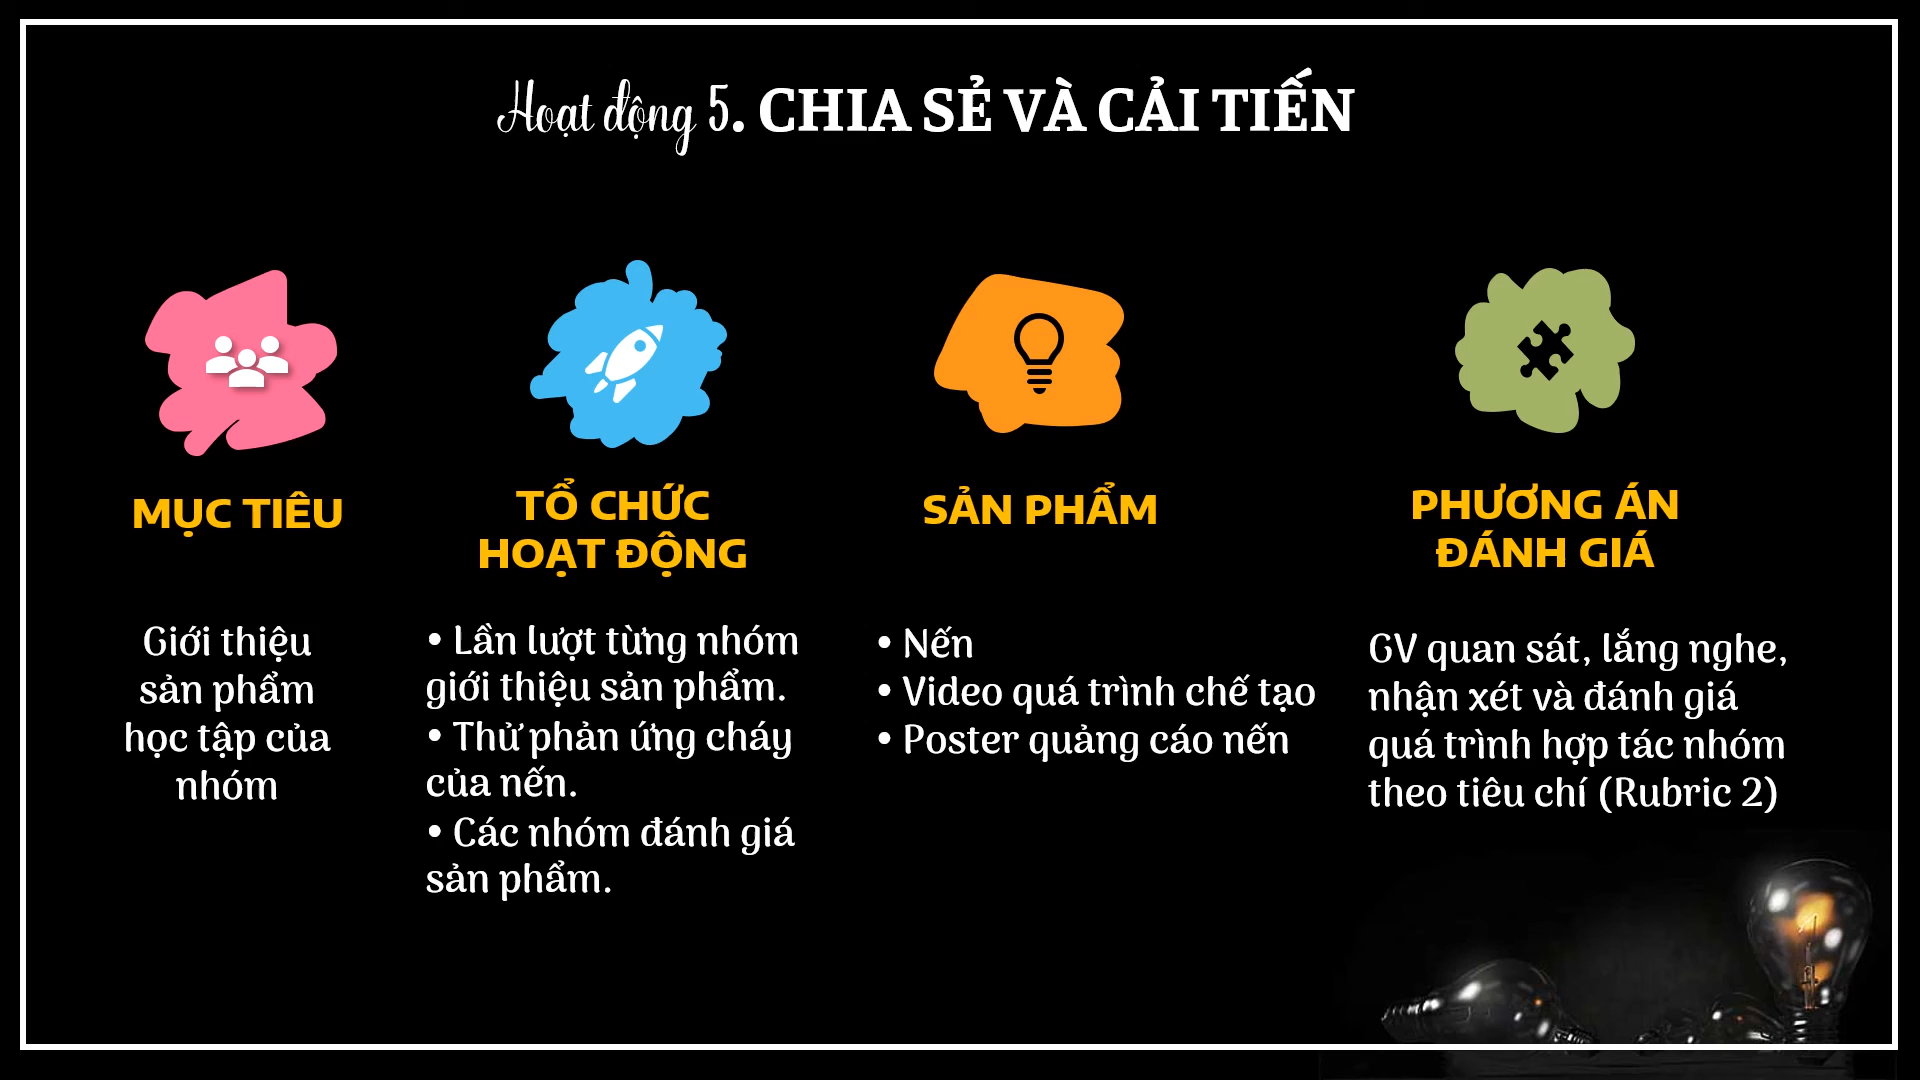 Hoạt động 5. CHIA SẺ VÀ CẢI TIẾN
MỤC TIÊU
Giới thiệu
sản phẩm
học tập của
nhóm
TỔ CHỨC
HOẠT ĐỘNG
• Lần lượt từng nhóm
giới thiệu sản phẩm.
• Thử phản ứng cháy
của nến.
• Các nhóm đánh giá
sản phẩm.
SẢN PHẨM
• Nến
• Video quá trình chế tạo
• Poster quảng cáo nến
PHƯƠNG ÁN
ĐÁNH GIÁ
GV quan sát, lắng nghe,
nhận xét và đánh giá
quá trình hợp tác nhóm
theo tiêu chí (Rubric 2)